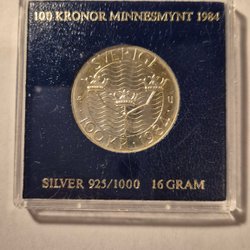 100 KRONOR MINNESMYNT 1984
SVERIGE
100 KR 1984
SILVER 925/1000 16 GRAM